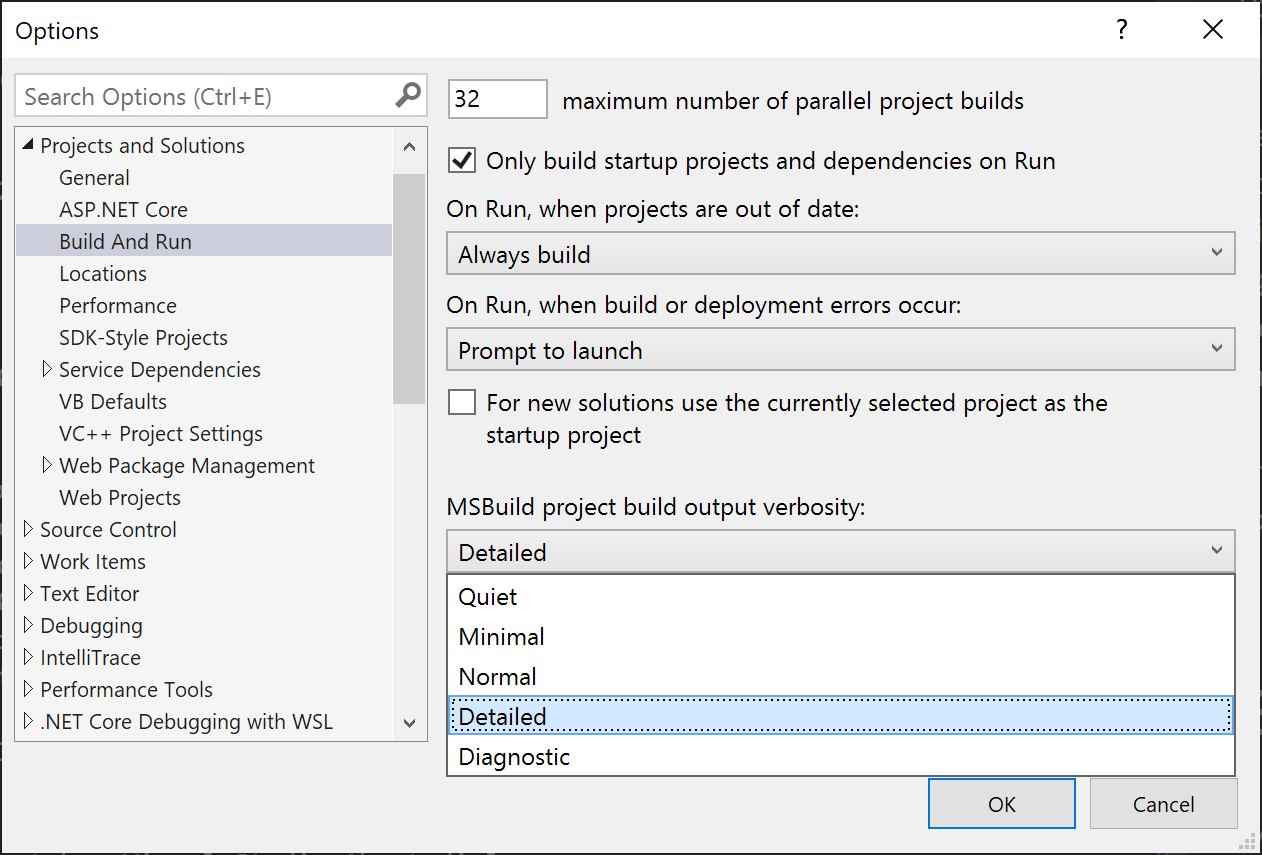 Options
?
Search Options (Ctrl+E)
Projects and Solutions
General
ASP.NET Core
Build And Run
Locations
Performance
SDK-Style Projects
Service Dependencies
VB Defaults
VC++ Project Settings
Web Package Management
Web Projects
Source Control
Work Items
Text Editor
Debugging
IntelliTrace
Performance Tools
.NET Core Debugging with WSL
32 maximum number of parallel project builds
Only build startup projects and dependencies on Run
On Run, when projects are out of date:
Always build
On Run, when build or deployment errors occur:
Prompt to launch
For new solutions use the currently selected project as the
startup project
MSBuild project build output verbosity:
Detailed
Quiet
Minimal
Normal
Detailed
Diagnostic
OK
Cancel